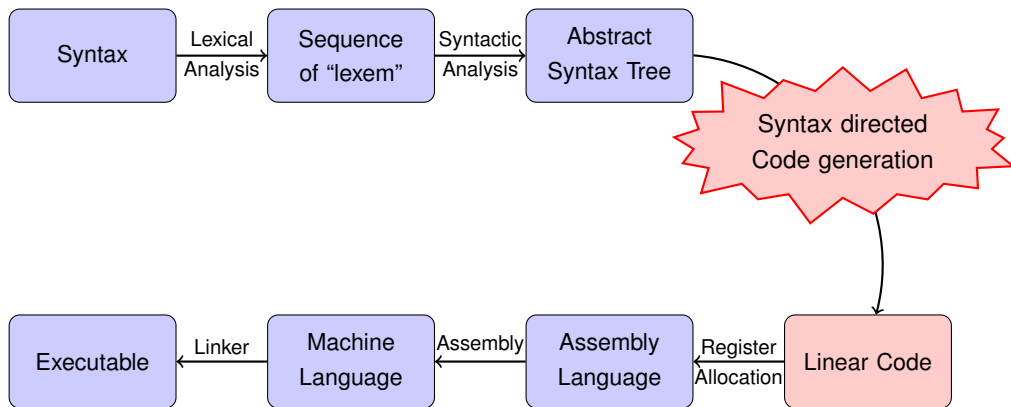 Syntax
Lexical
Analysis
Sequence
of “lexem”
Syntactic
Analysis
Abstract
Syntax Tree
Syntax directed
Code generation
Executable
Linker
Machine
Language
Assembly
Assembly
Language
Register
Allocation
Linear Code